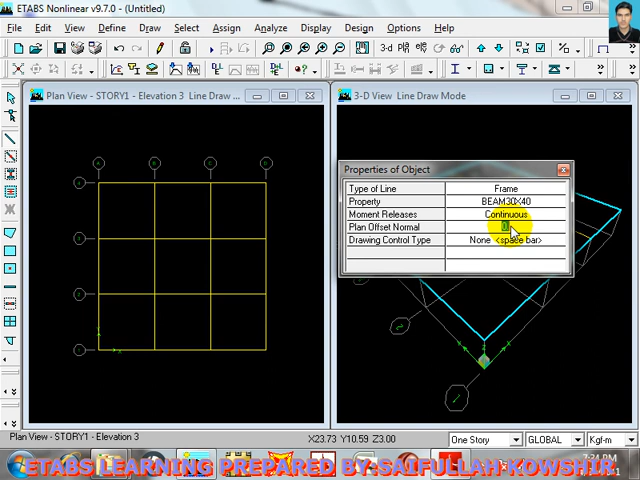 ETABS Nonlinear v9.7.0 - (Untitled)
File Edit View Define Draw Select Assign Analyze Display Design Options Help
3-d
Plan View - STORY1 - Elevation 3 Line Draw ...
3-D View Line Draw Mode
Properties of Object
Type of Line Frame
Property BEAM30X40
Moment Releases Continuous
Plan Offset Normal 0.
Drawing Control Type None <space bar>
A B C D
Plan View - STORY1 - Elevation 3
X23.73 Y10.59 Z3.00
One Story
GLOBAL
Kgf-m
ETABS LEARNING PREPARED BY SAIFULLAH KOWSHIR